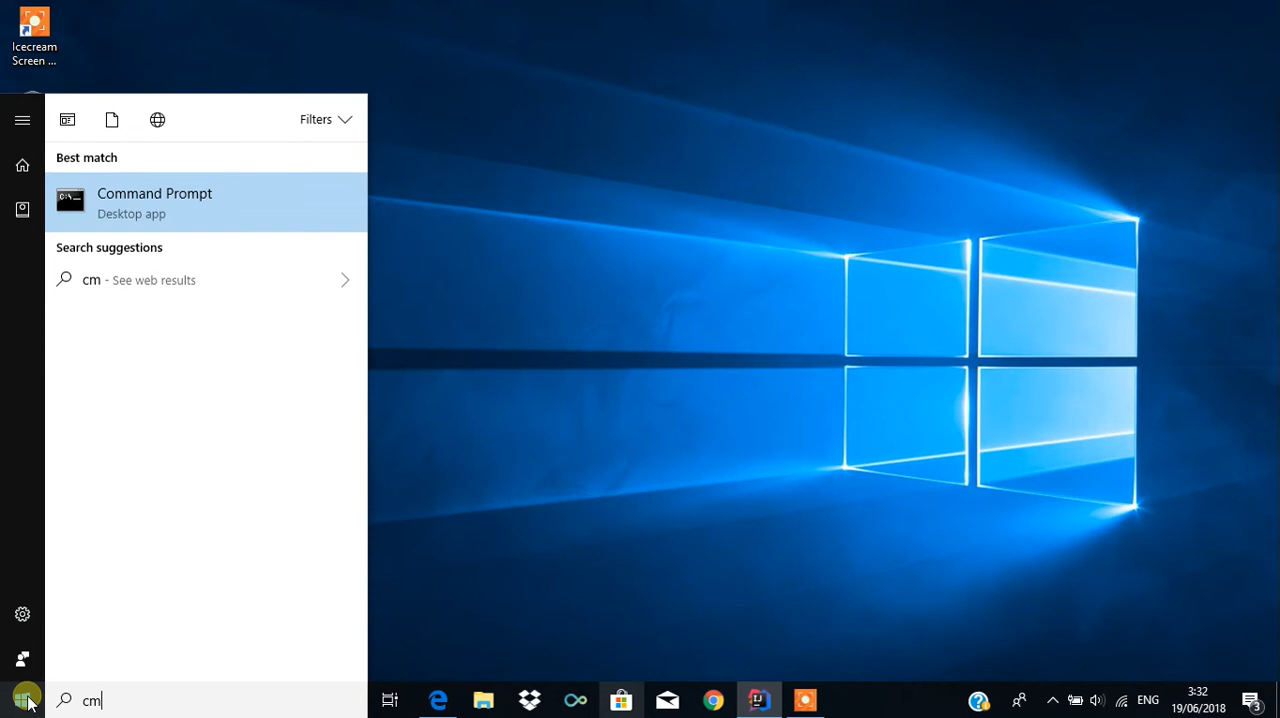 Icecream
Screen ...
Filters
Best match
C:\_
Command Prompt
Desktop app
Search suggestions
cm - See web results
cm
ENG
3:32
19/06/2018
3